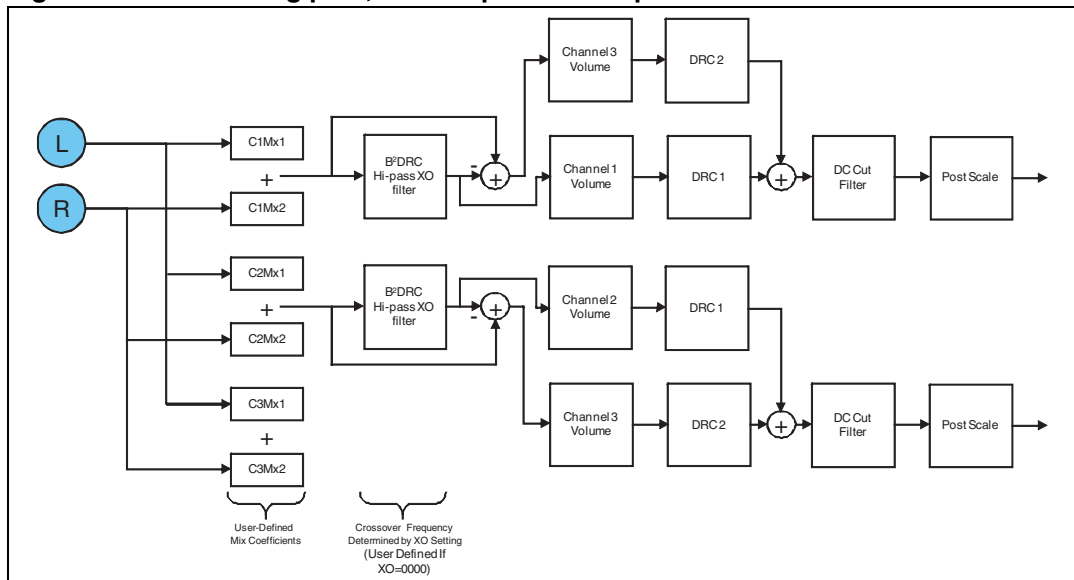 Channel 3
Volume
DRC 2
L
C1Mx1
+
B²DRC
Hi-pass XO
filter
-
+
Channel 1
Volume
DRC 1
+
DC Cut
Filter
Post Scale
R
C1Mx2
C2Mx1
+
B²DRC
Hi-pass XO
filter
-
+
Channel 2
Volume
DRC 1
C2Mx2
C3Mx1
+
C3Mx2
Channel 3
Volume
DRC 2
+
DC Cut
Filter
Post Scale
User-Defined
Mix Coefficients
Crossover Frequency
Determined by XO Setting
(User Defined If
XO=0000)